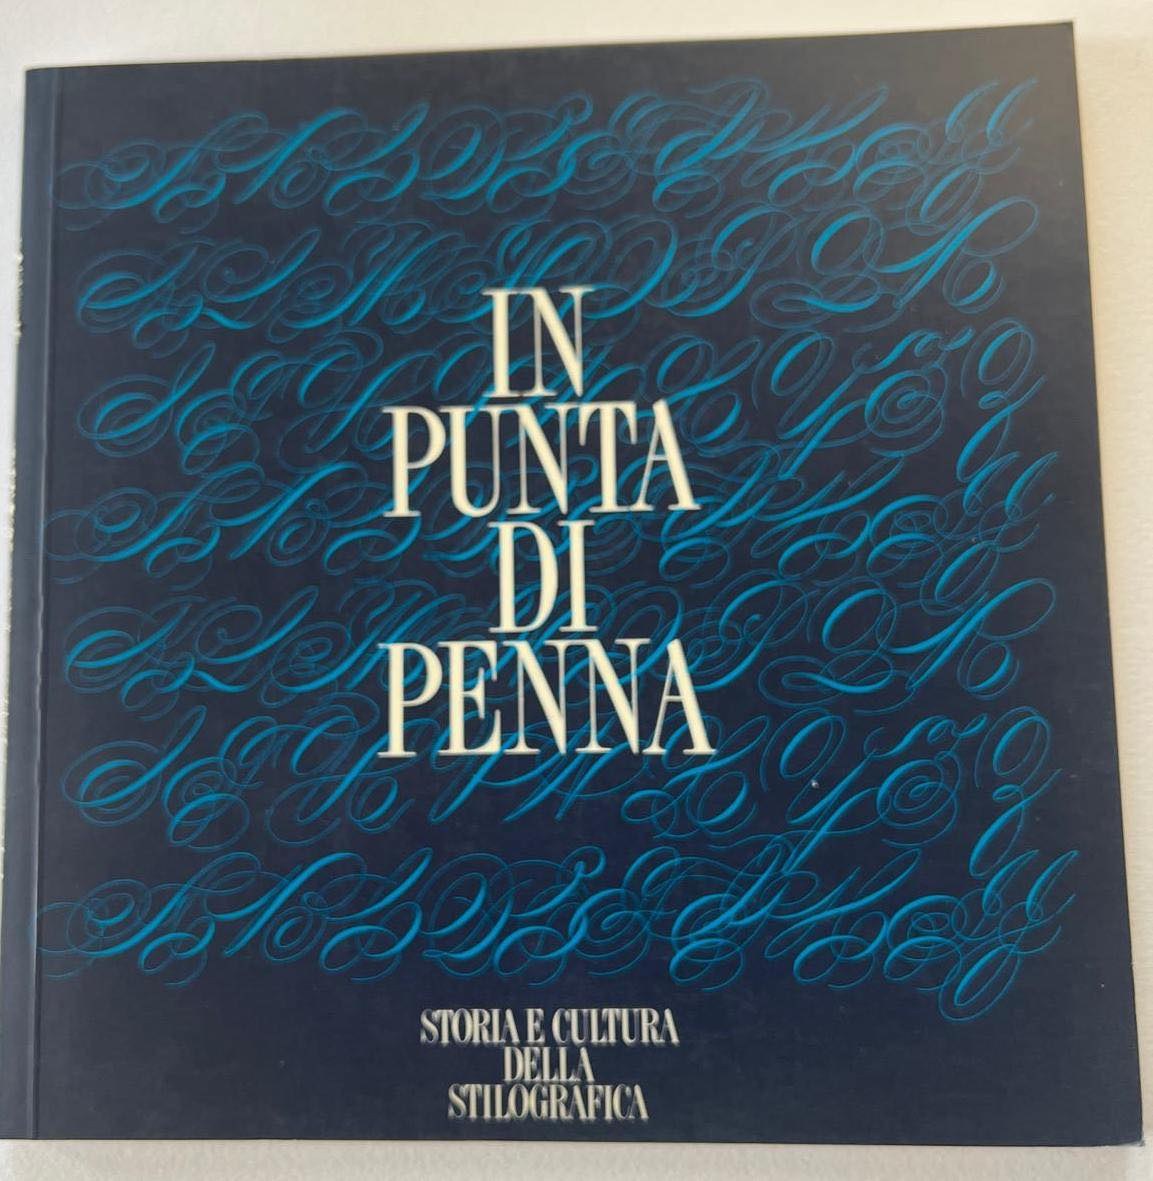 IN
PUNTA
DI
PENNA
STORIA E CULTURA
DELLA
STILOGRAFICA